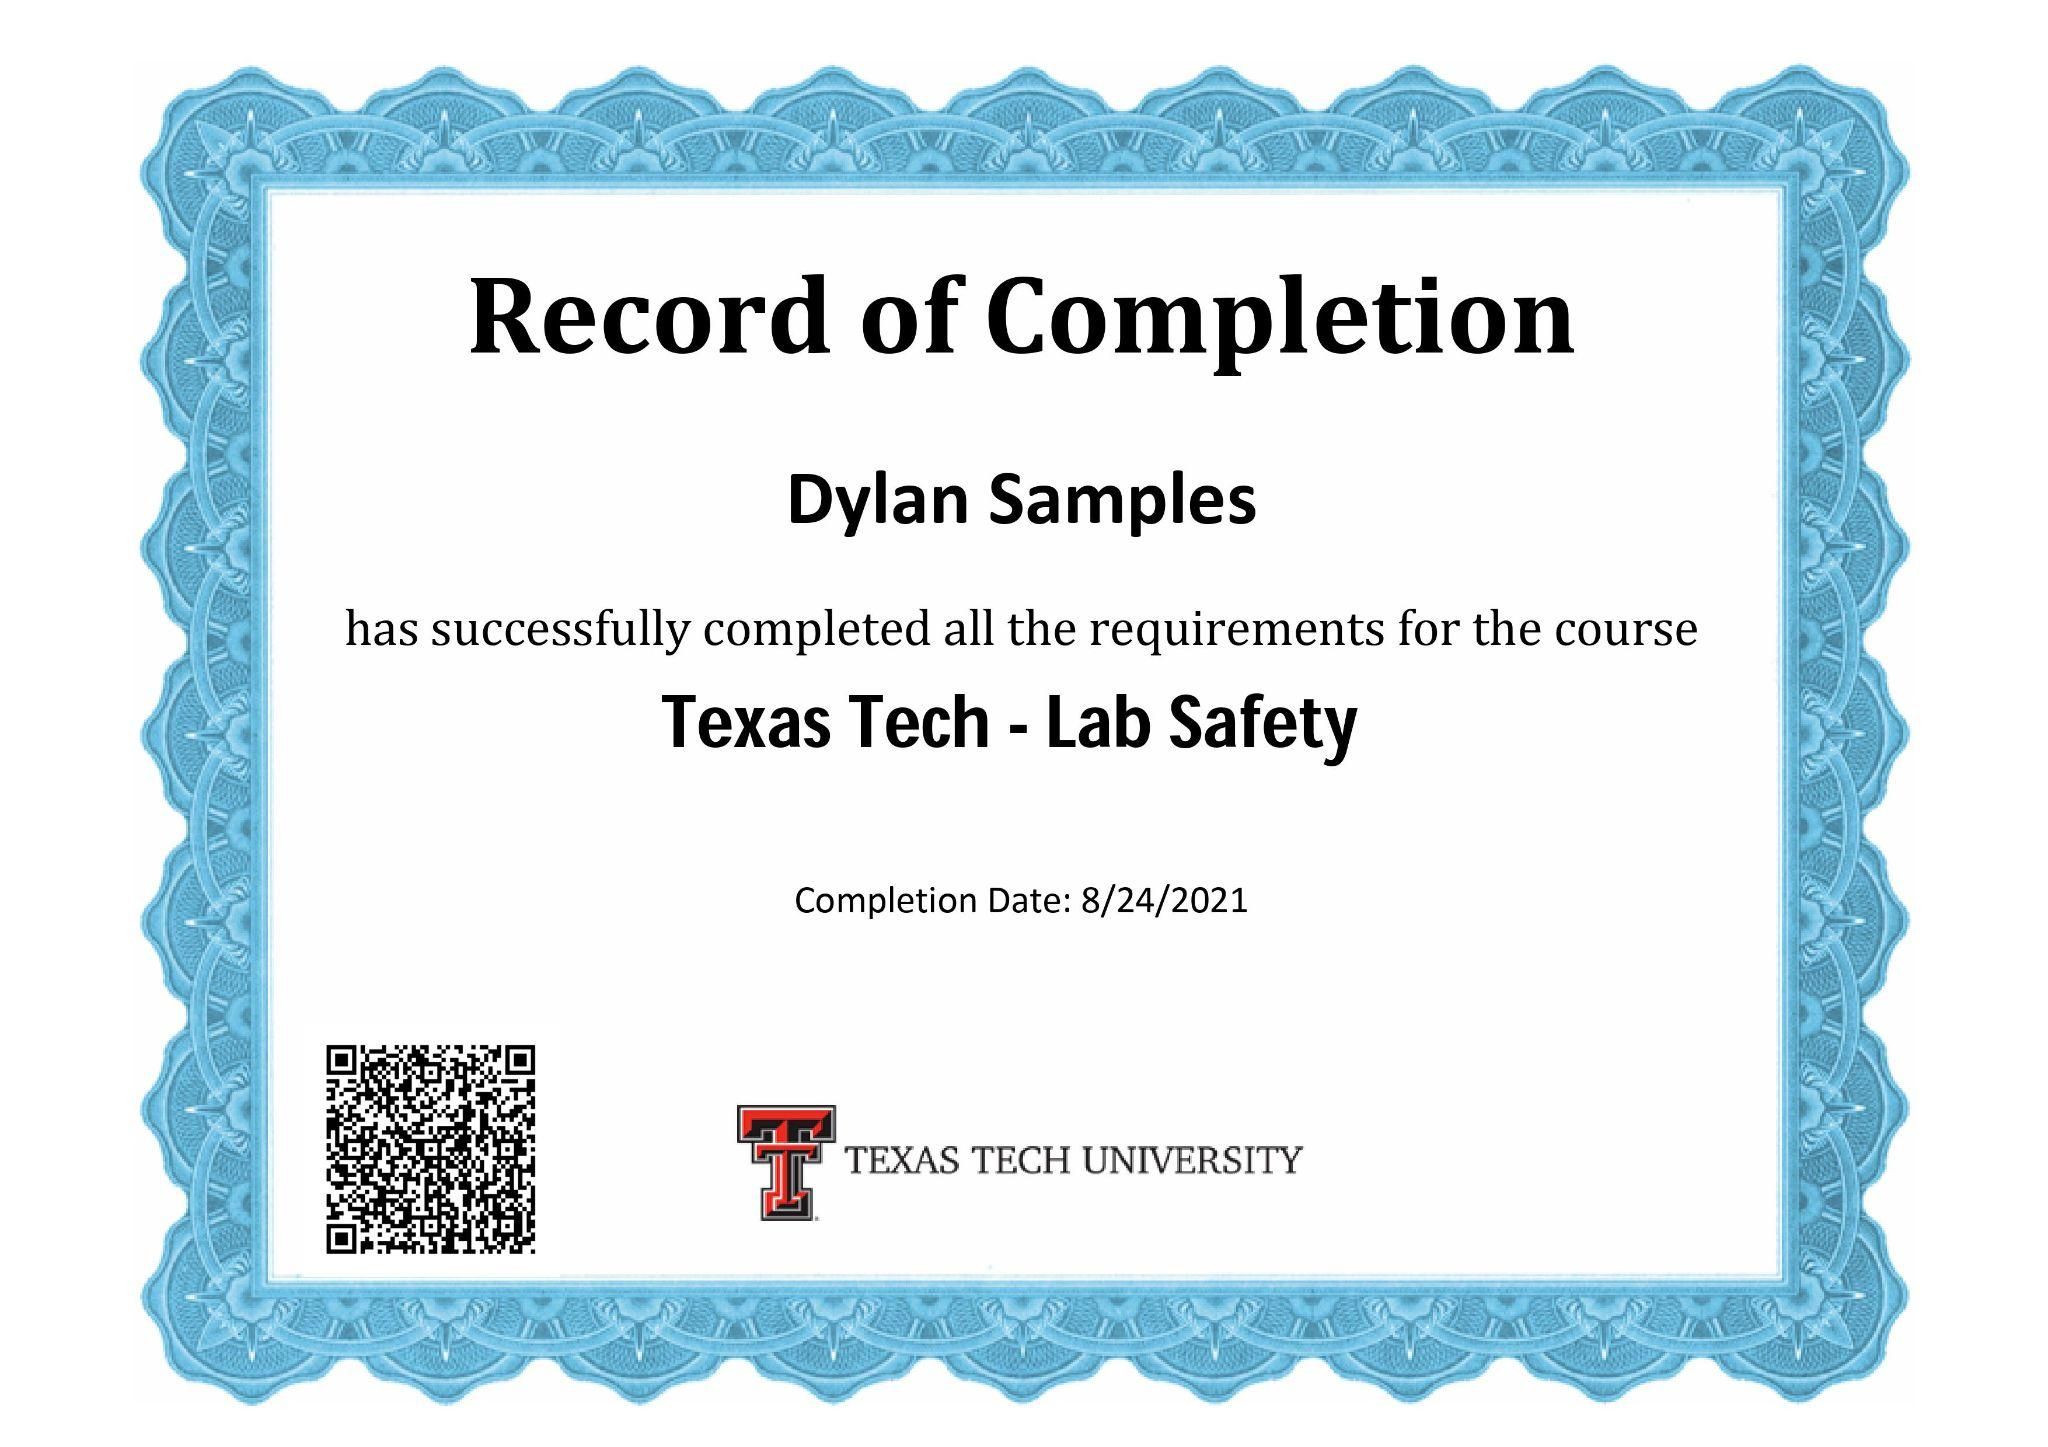 Record of Completion
Dylan Samples
has successfully completed all the requirements for the course
Texas Tech - Lab Safety
Completion Date: 8/24/2021
TEXAS TECH UNIVERSITY